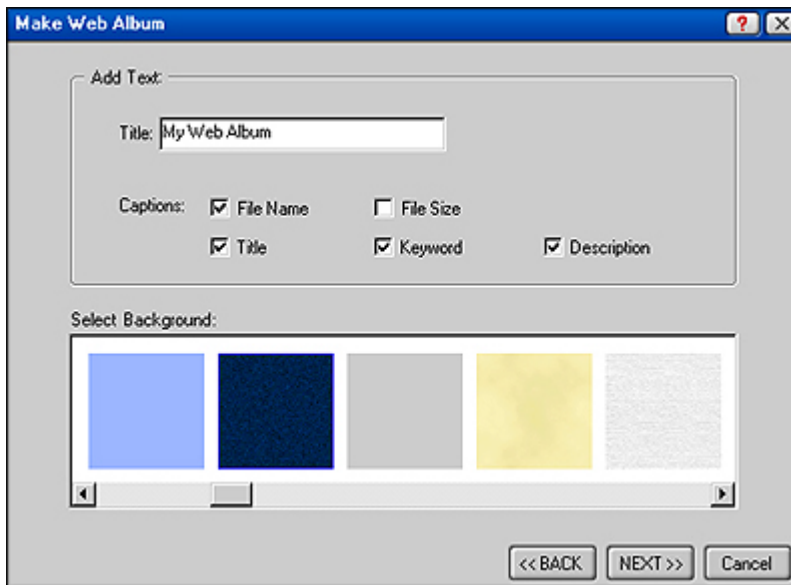 Make Web Album ?
Add Text:
Title: My Web Album
Captions: File Name File Size
Title Keyword Description
Select Background:
<< BACK NEXT >> Cancel